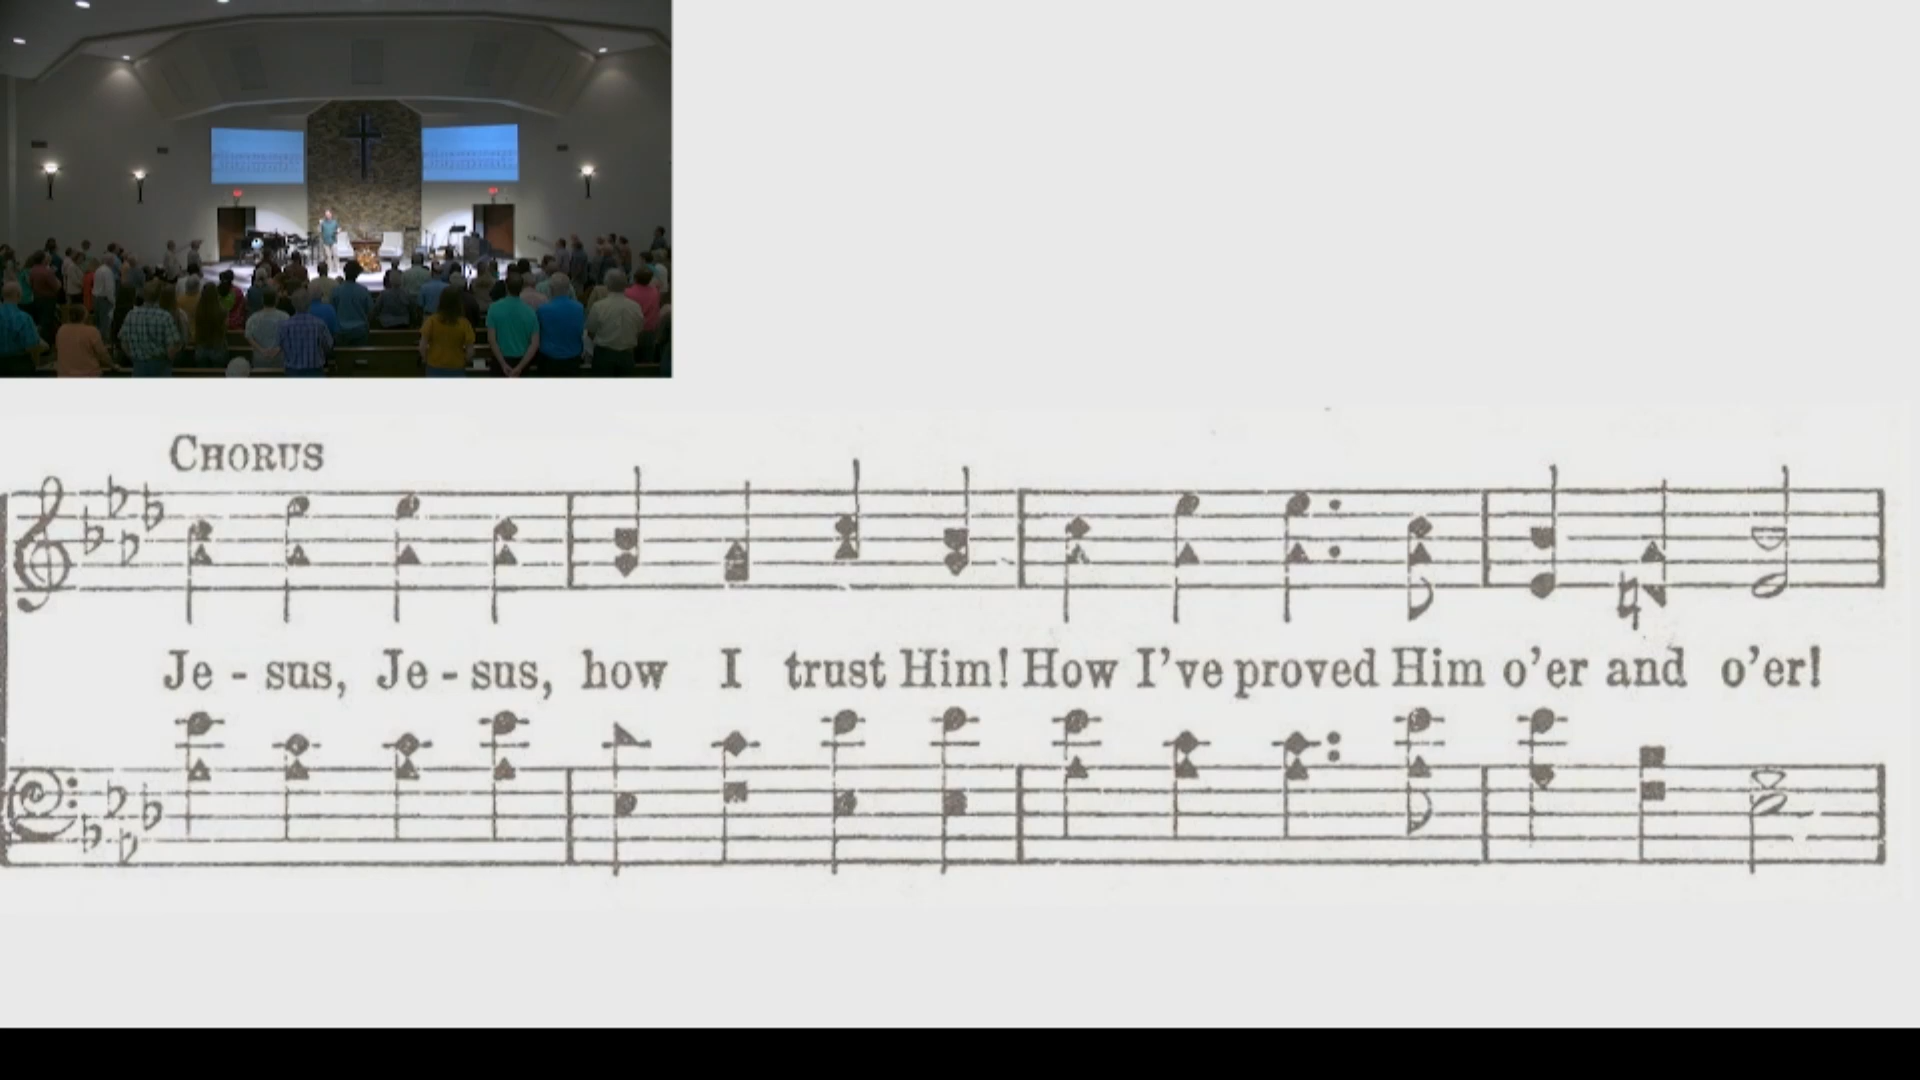 CHORUS
Je - sus, Je - sus, how I trust Him! How I've proved Him o'er and o'er!